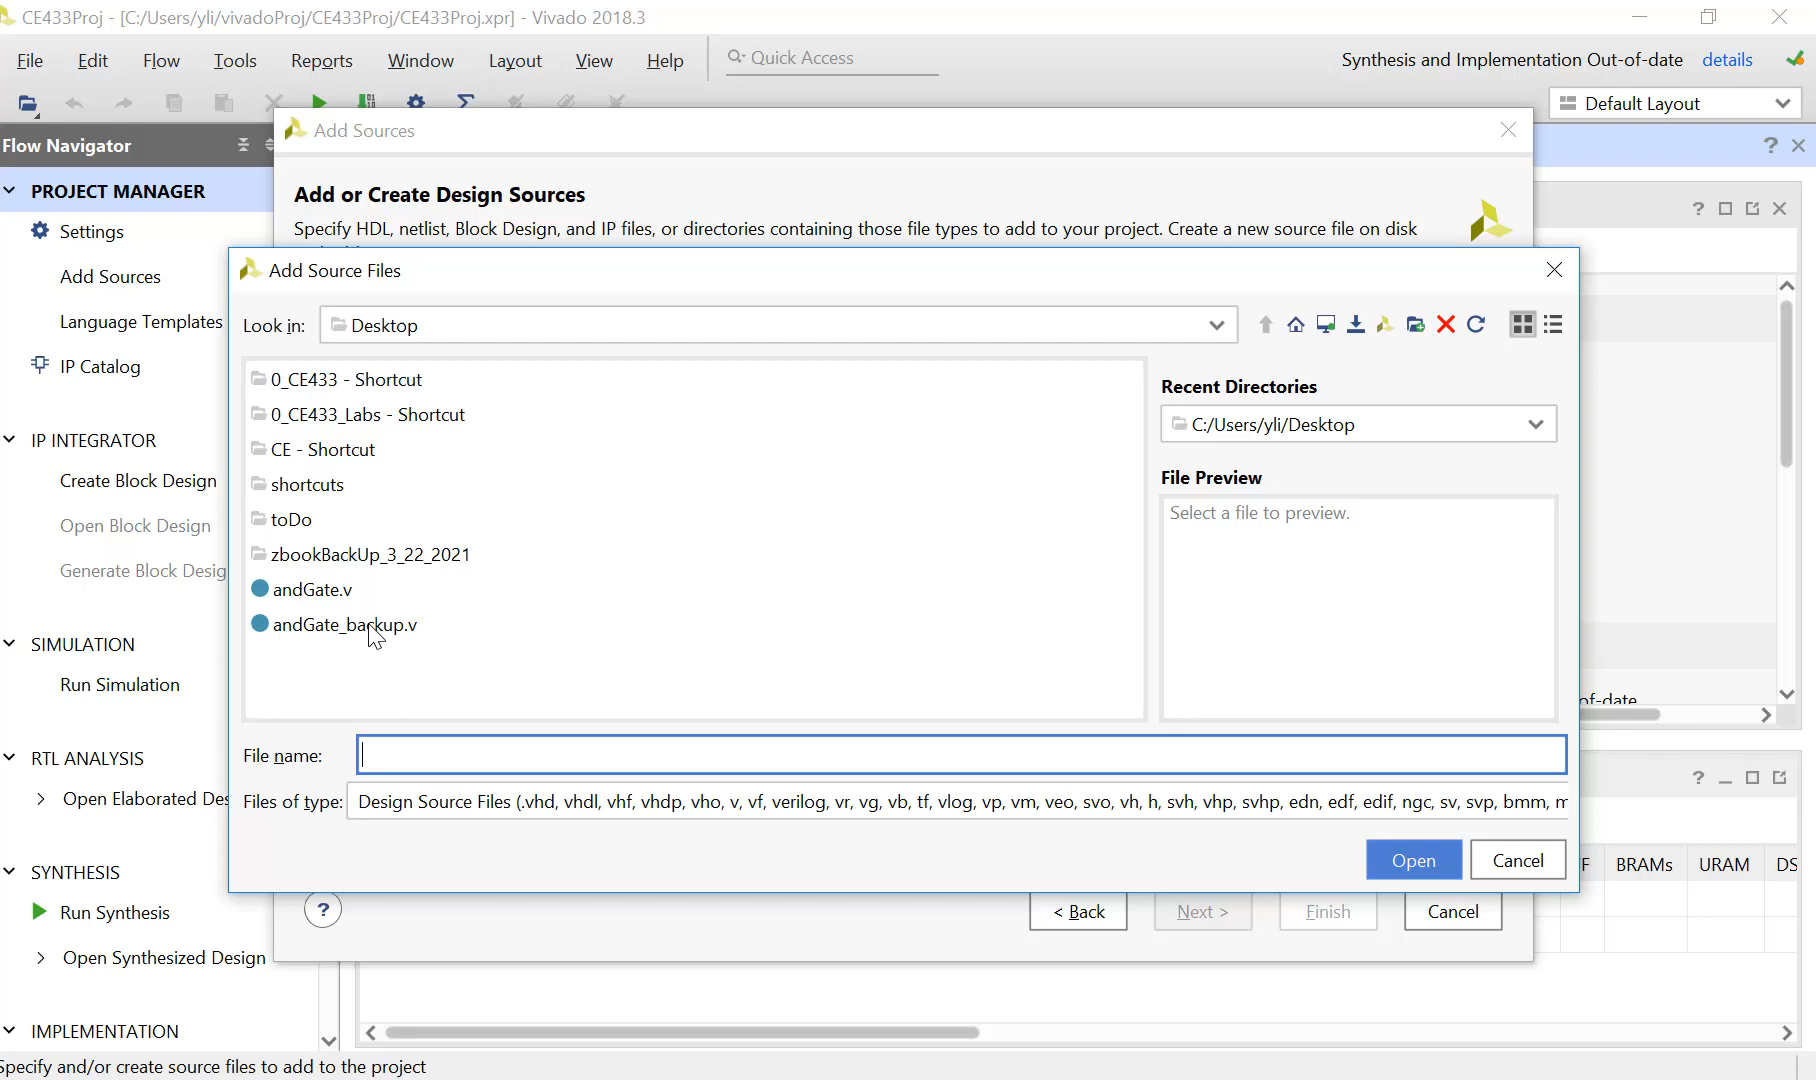 CE433Proj - [C:/Users/yli/vivadoProj/CE433Proj/CE433Proj.xpr] - Vivado 2018.3
File Edit Flow Tools Reports Window Layout View Help Quick Access Synthesis and Implementation Out-of-date details
Default Layout
Flow Navigator
PROJECT MANAGER
Settings
Add Sources
Language Templates
IP Catalog
IP INTEGRATOR
Create Block Design
Open Block Design
Generate Block Desig
SIMULATION
Run Simulation
RTL ANALYSIS
Open Elaborated Des
SYNTHESIS
Run Synthesis
Open Synthesized Design
IMPLEMENTATION
Add Sources
Add or Create Design Sources
Specify HDL, netlist, Block Design, and IP files, or directories containing those file types to add to your project. Create a new source file on disk
Add Source Files
Look in: Desktop
0_CE433 - Shortcut
0_CE433_Labs - Shortcut
CE - Shortcut
shortcuts
toDo
zbookBackUp_3_22_2021
andGate.v
andGate_backup.v
Recent Directories
C:/Users/yli/Desktop
File Preview
Select a file to preview.
File name:
Files of type: Design Source Files (.vhd, vhdl, vhf, vhdp, vho, v, vf, verilog, vr, vg, vb, tf, vlog, vp, vm, veo, svo, vh, h, svh, vhp, svhp, edn, edf, edif, ngc, sv, svp, bmm, m
Open Cancel
? < Back Next > Finish Cancel
of-date
F BRAMs URAM DS
Specify and/or create source files to add to the project